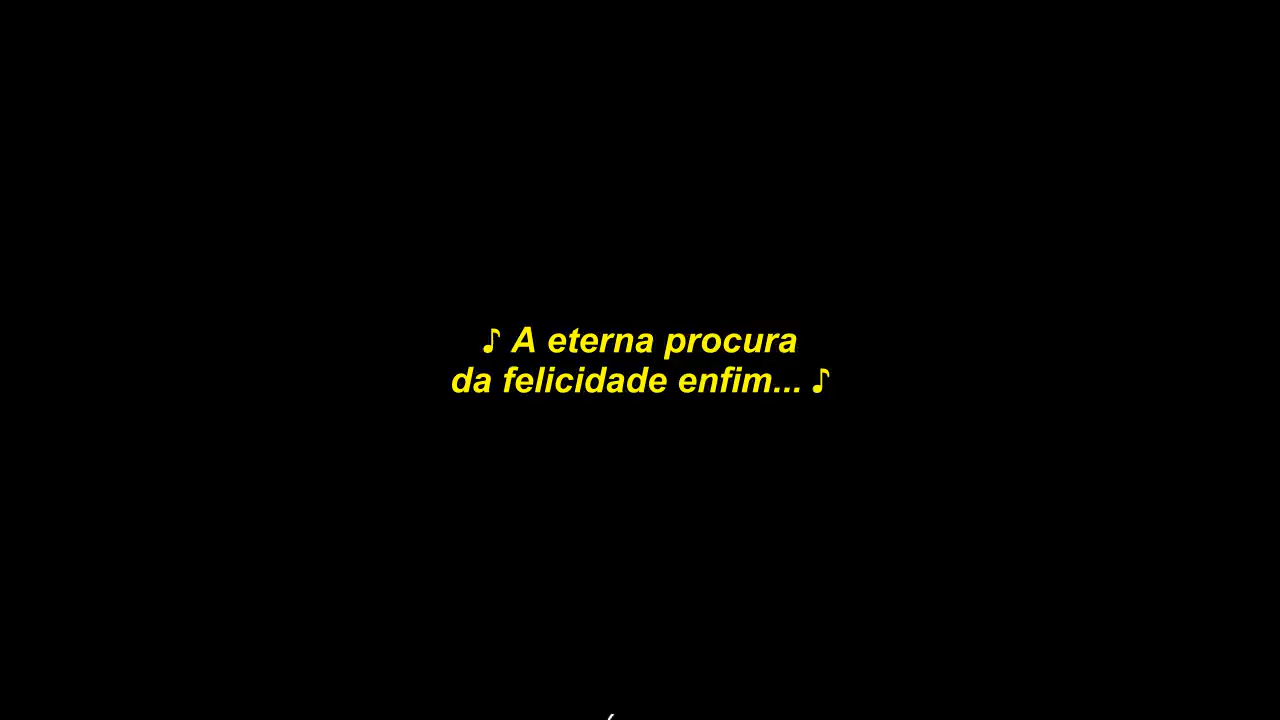 ♪ A eterna procura
da felicidade enfim... ♪